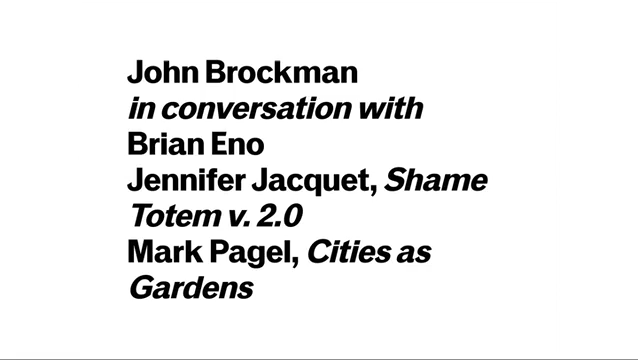 John Brockman
in conversation with
Brian Eno
Jennifer Jacquet, Shame
Totem v. 2.0
Mark Pagel, Cities as
Gardens